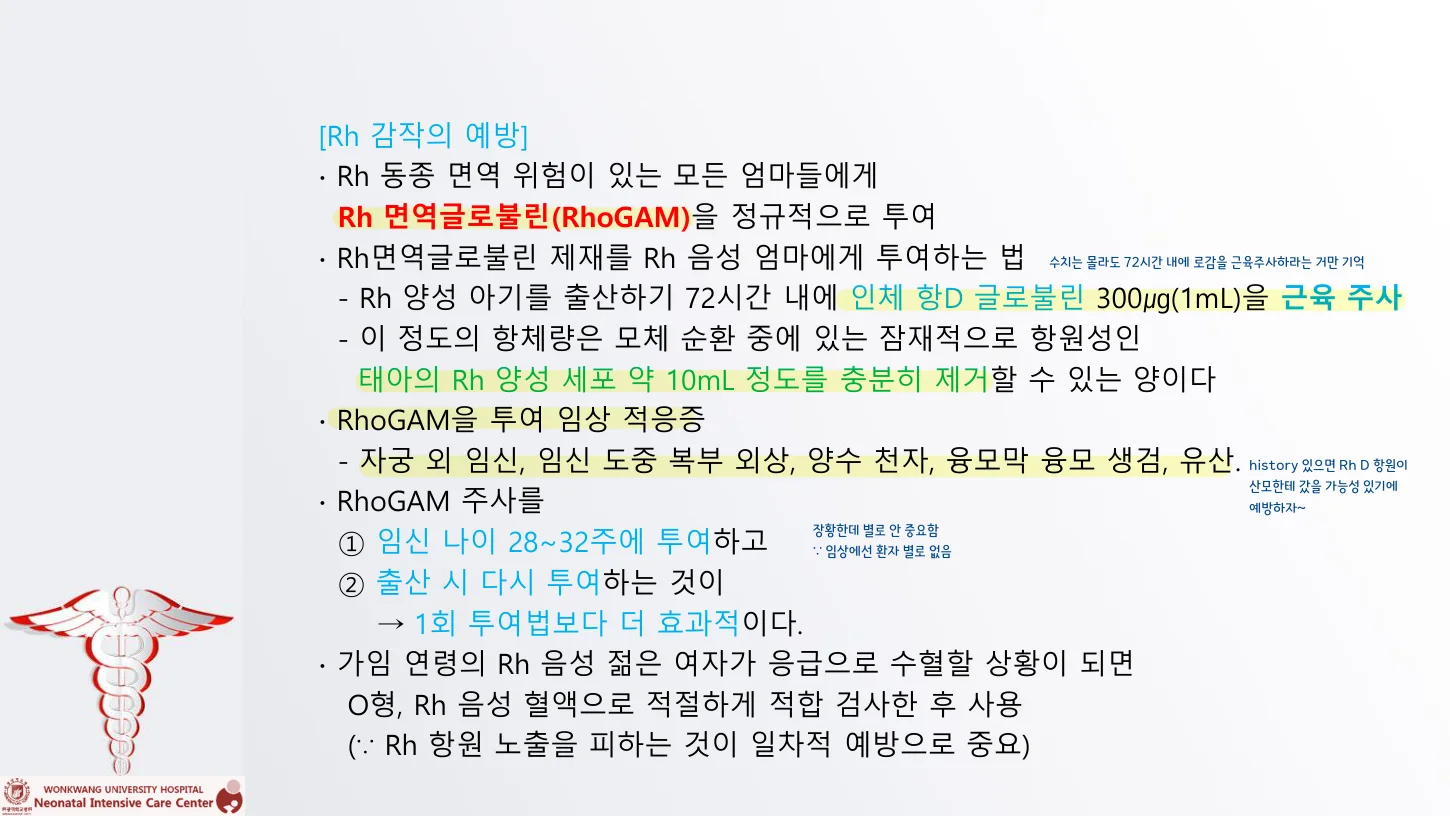 [Rh 감작의 예방]
· Rh 동종 면역 위험이 있는 모든 엄마들에게
Rh 면역글로불린(RhoGAM)을 정규적으로 투여
· Rh면역글로불린 제재를 Rh 음성 엄마에게 투여하는 법
수치는 몰라도 72시간 내에 로감을 근육주사하라는 거만 기억
- Rh 양성 아기를 출산하기 72시간 내에 인체 항D 글로불린 300µg(1mL)을 근육 주사
- 이 정도의 항체량은 모체 순환 중에 있는 잠재적으로 항원성인
태아의 Rh 양성 세포 약 10mL 정도를 충분히 제거할 수 있는 양이다
· RhoGAM을 투여 임상 적응증
- 자궁 외 임신, 임신 도중 복부 외상, 양수 천자, 융모막 융모 생검, 유산.
history 있으면 Rh D 항원이
산모한테 갔을 가능성 있기에
예방하자~
· RhoGAM 주사를
① 임신 나이 28~32주에 투여하고
장황한데 별로 안 중요함
∵ 임상에선 환자 별로 없음
② 출산 시 다시 투여하는 것이
→ 1회 투여법보다 더 효과적이다.
· 가임 연령의 Rh 음성 젊은 여자가 응급으로 수혈할 상황이 되면
O형, Rh 음성 혈액으로 적절하게 적합 검사한 후 사용
(∵ Rh 항원 노출을 피하는 것이 일차적 예방으로 중요)
WONKWANG UNIVERSITY HOSPITAL
Neonatal Intensive Care Center